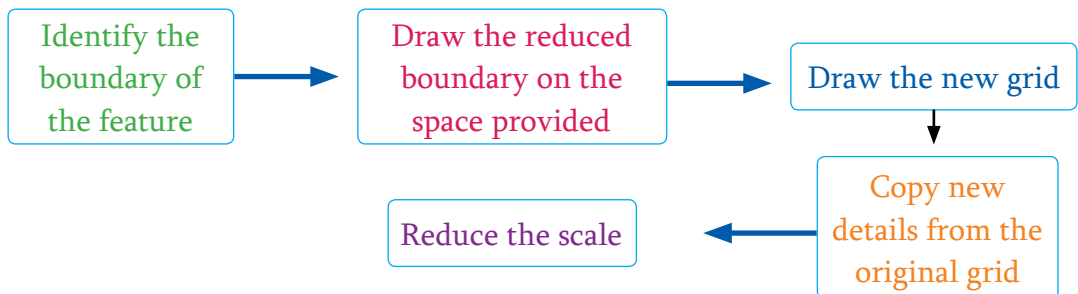 Identify the
boundary of
the feature
Draw the reduced
boundary on the
space provided
Draw the new grid
Copy new
details from the
original grid
Reduce the scale